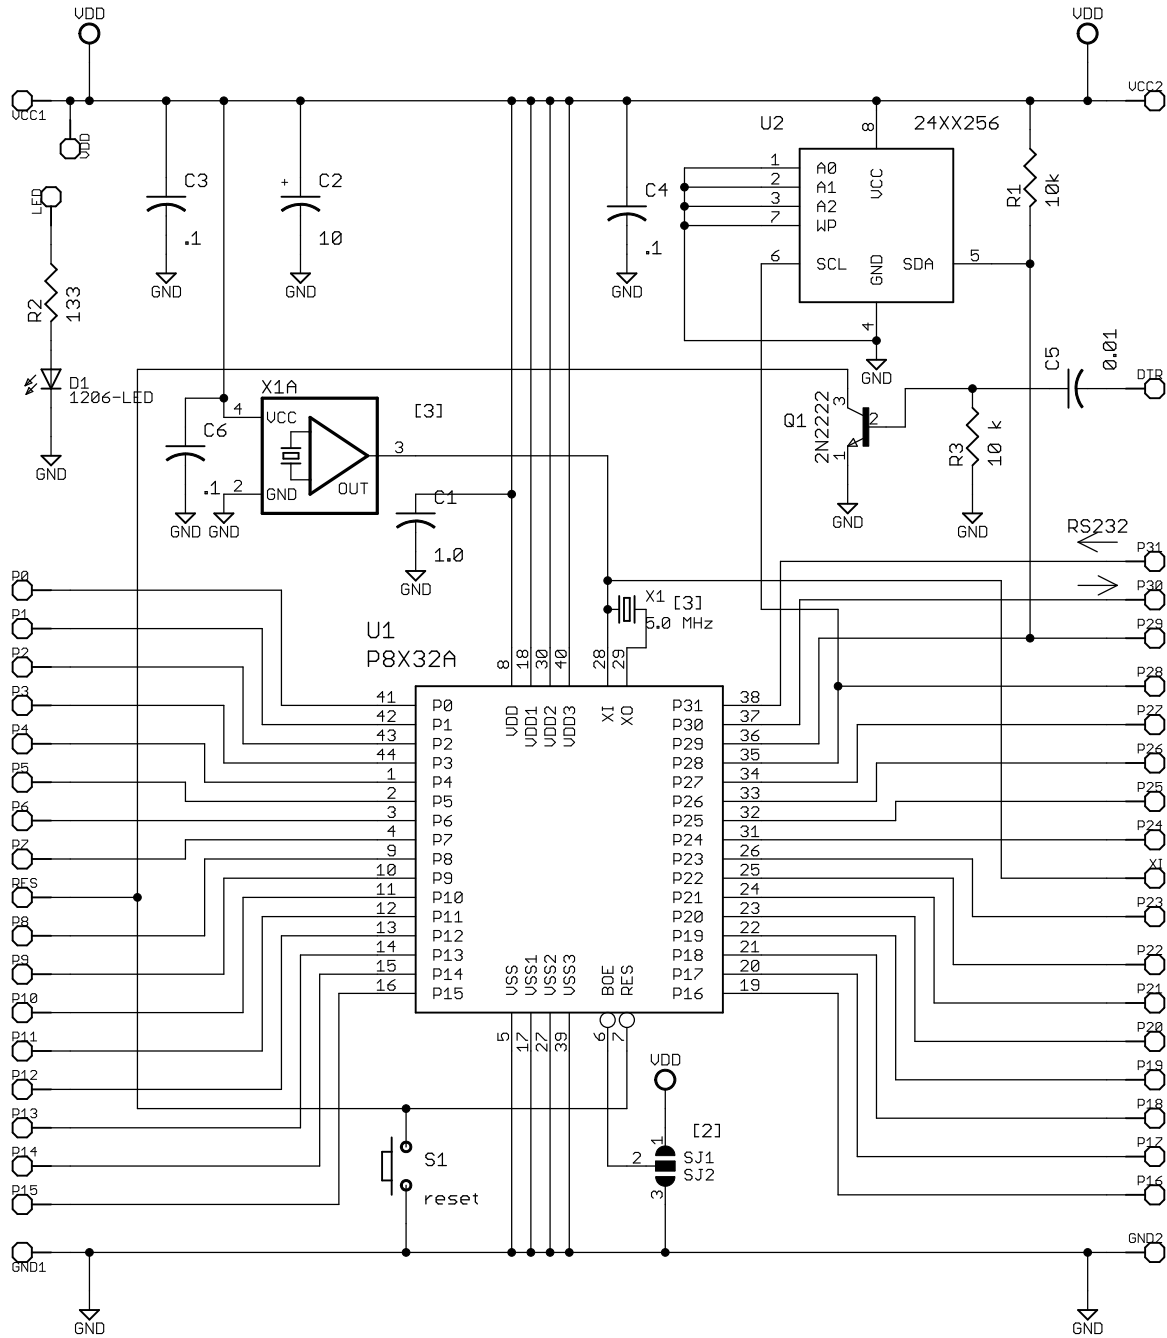 VDD
VDD
VCC1
VCC2
VDD
U2
24XX256
8
VCC
1 A0
2 A1
3 A2
7 WP
6 SCL
GND
SDA 5
4
GND
R1
10k
LED
C3
.1
GND
+
C2
10
GND
C4
.1
GND
R2
133
D1
1206-LED
GND
X1A
[3]
4 VCC
C6
.1
2 GND
OUT
3
GND
GND
C1
1.0
GND
C5
0.01
DTR
Q1
2N2222
3
2
1
GND
R3
10 k
GND
RS232
P31
P30
P29
P28
P27
P26
P25
P24
XI
P23
P22
P21
P20
P19
P18
P17
P16
GND2
P0
P1
P2
P3
P4
P5
P6
P7
RES
P8
P9
P10
P11
P12
P13
P14
P15
GND1
X1
[3]
5.0 MHz
U1
P8X32A
8
18
30
40
28
29
VDD
VDD1
VDD2
VDD3
XI
XO
41 P0
42 P1
43 P2
44 P3
1 P4
2 P5
3 P6
4 P7
9 P8
10 P9
11 P10
12 P11
13 P12
14 P13
15 P14
16 P15
P31 38
P30 37
P29 36
P28 35
P27 34
P26 33
P25 32
P24 31
P23 26
P22 25
P21 24
P20 23
P19 22
P18 21
P17 20
P16 19
VSS
VSS1
VSS2
VSS3
BOE
RES
5
17
27
39
6
7
VDD
[2]
1
2
3
SJ1
SJ2
S1
reset
GND
GND